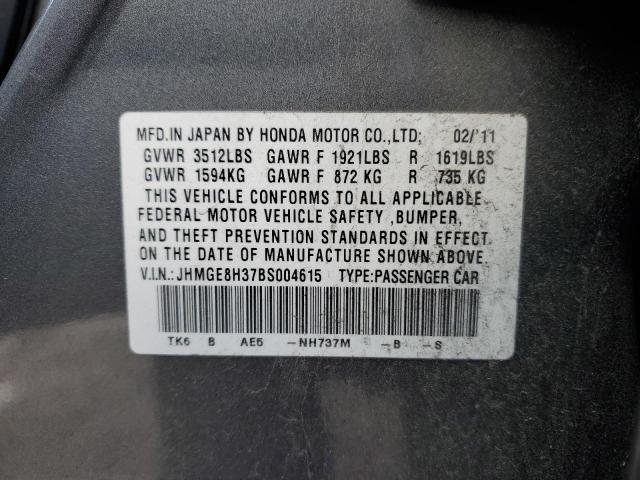 MFD.IN JAPAN BY HONDA MOTOR CO.,LTD; 02/'11
GVWR 3512LBS GAWR F 1921LBS R 1619LBS
GVWR 1594KG GAWR F 872 KG R 735 KG
THIS VEHICLE CONFORMS TO ALL APPLICABLE
FEDERAL MOTOR VEHICLE SAFETY ,BUMPER,
AND THEFT PREVENTION STANDARDS IN EFFECT
ON THE DATE OF MANUFACTURE SHOWN ABOVE.
V.I.N.:JHMGE8H37BS004615 TYPE:PASSENGER CAR
TK6 B AE5 -NH737M -B -S